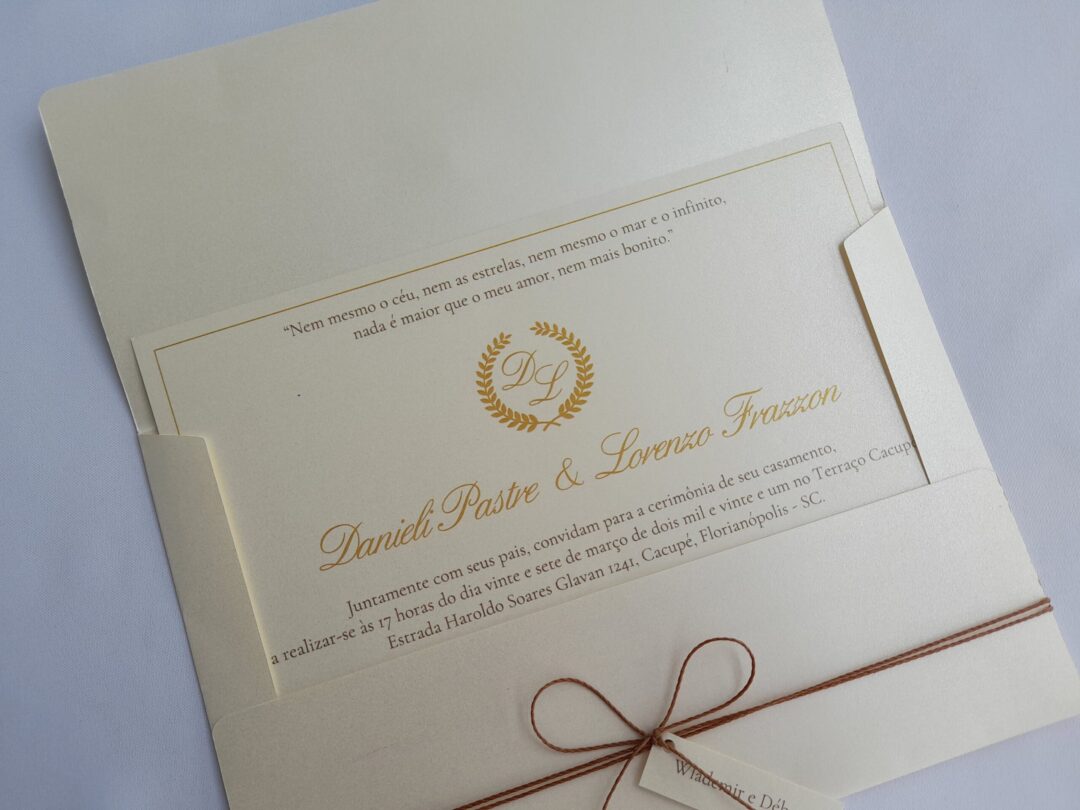 “Nem mesmo o céu, nem as estrelas, nem mesmo o mar e o infinito,
nada é maior que o meu amor, nem mais bonito.”
DL
Danieli Pastre & Lorenzo Frazzon
Juntamente com seus pais, convidam para a cerimônia de seu casamento,
a realizar-se às 17 horas do dia vinte e sete de março de dois mil e vinte e um no Terraço Cacupé
Estrada Haroldo Soares Glavan 1241, Cacupé, Florianópolis - SC.
Wlademir e